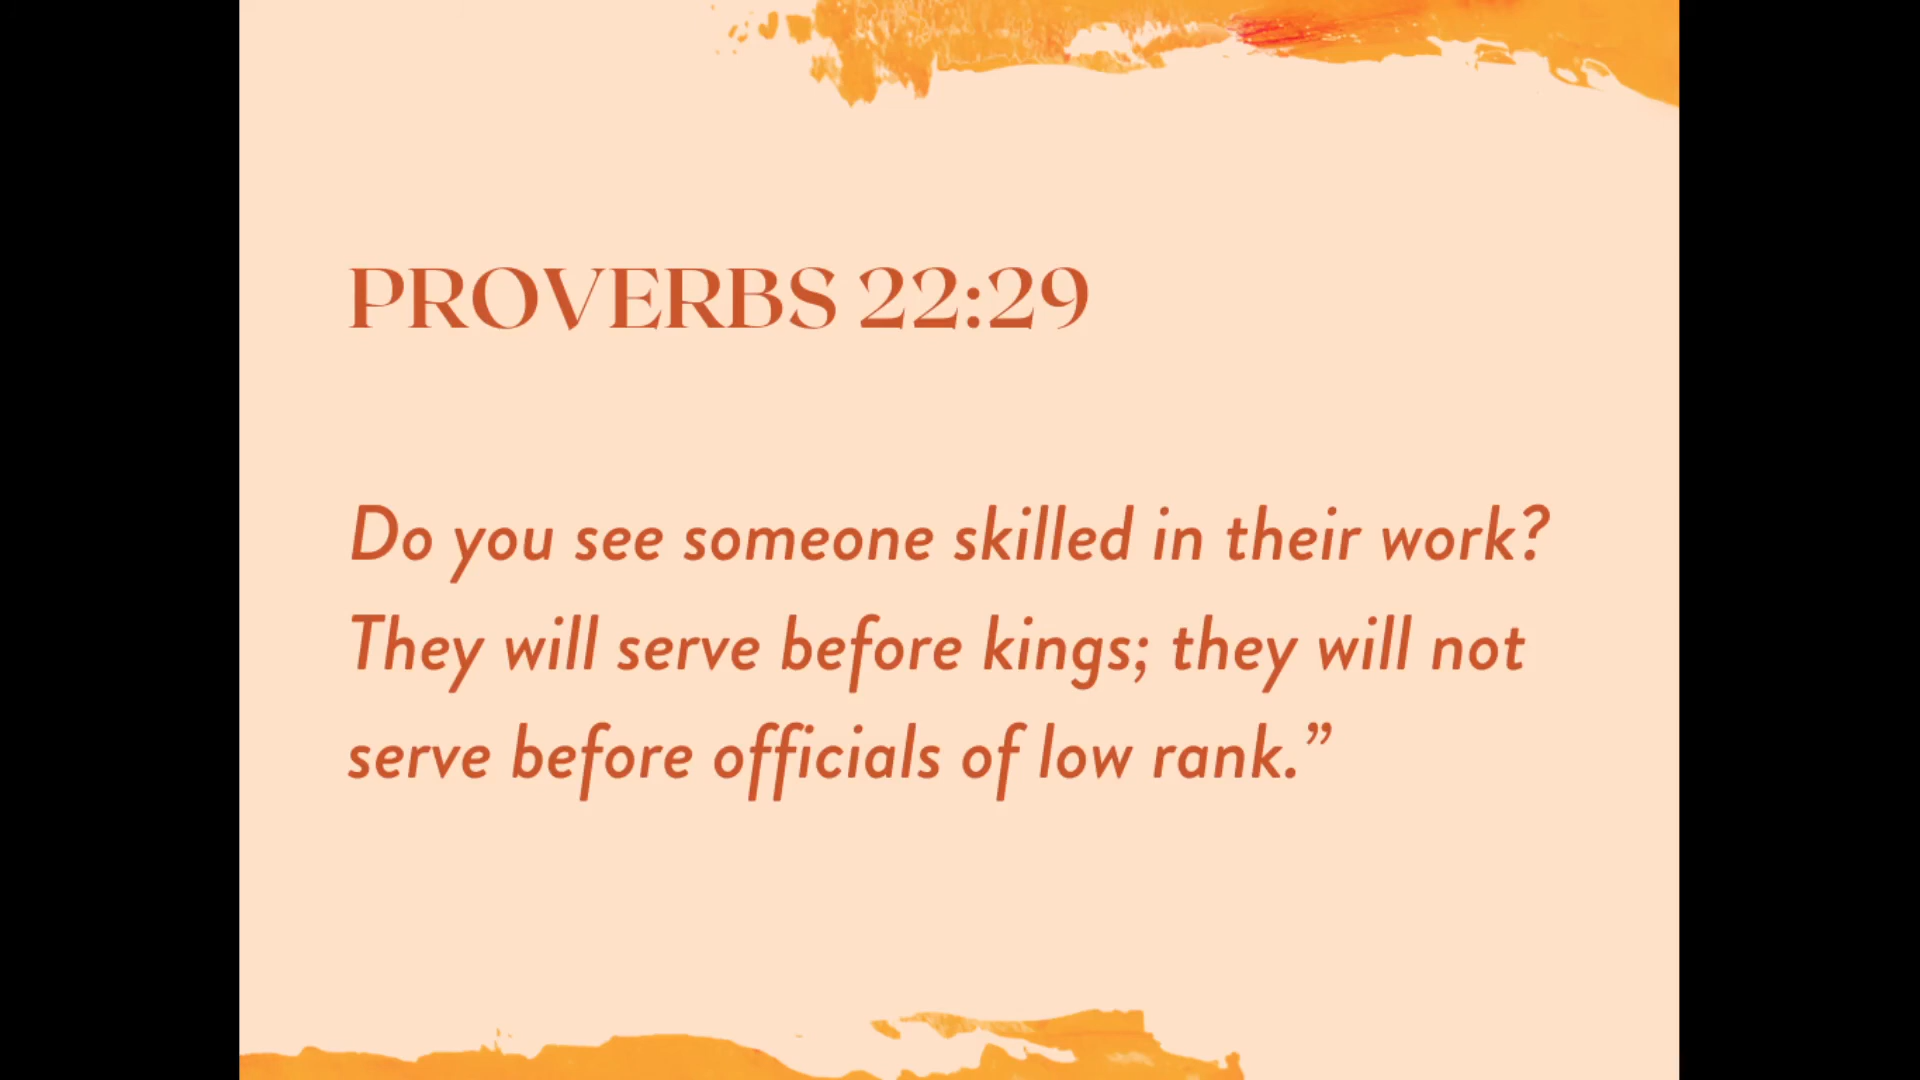 PROVERBS 22:29
Do you see someone skilled in their work?
They will serve before kings; they will not
serve before officials of low rank.”